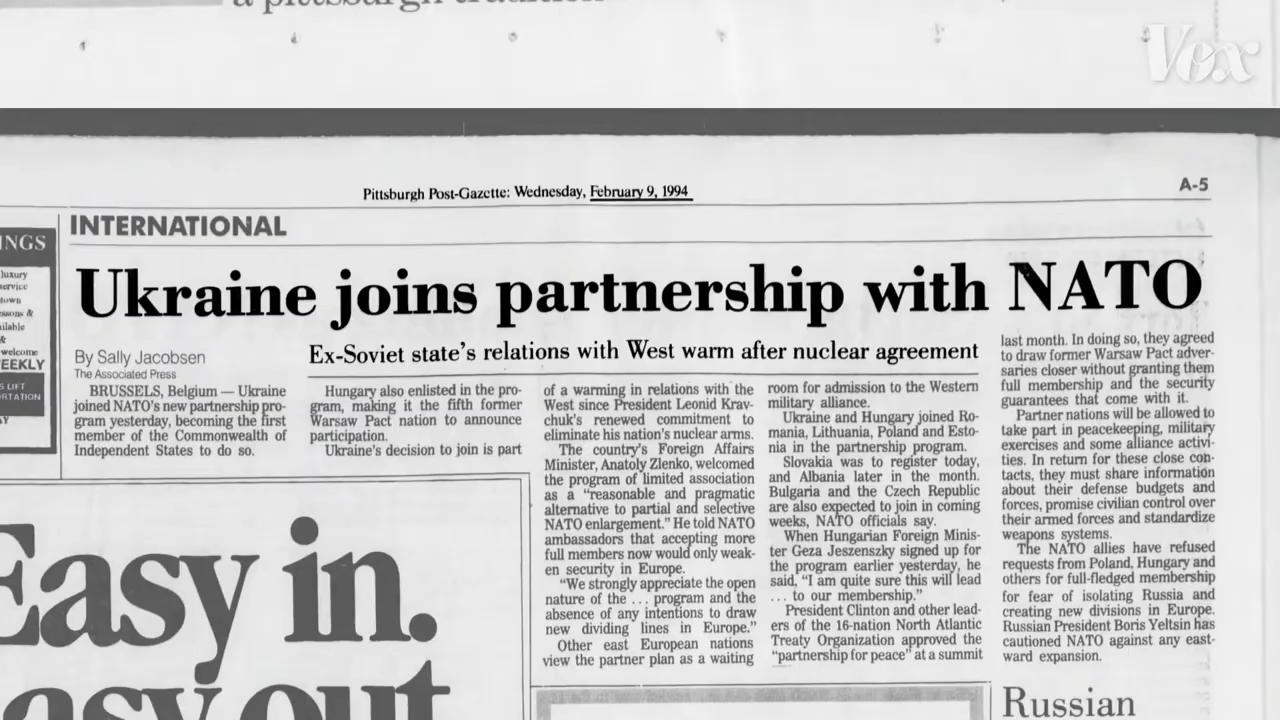 a pittsburgh tradition
Vox
Pittsburgh Post-Gazette: Wednesday, February 9, 1994
A-5
INTERNATIONAL
Ukraine joins partnership with NATO
Ex-Soviet state's relations with West warm after nuclear agreement
By Sally Jacobsen
The Associated Press
BRUSSELS, Belgium — Ukraine
joined NATO's new partnership pro-
gram yesterday, becoming the first
member of the Commonwealth of
Independent States to do so.
Hungary also enlisted in the pro-
gram, making it the fifth former
Warsaw Pact nation to announce
participation.
Ukraine's decision to join is part
of a warming in relations with the
West since President Leonid Krav-
chuk's renewed commitment to
eliminate his nation's nuclear arms.
The country's Foreign Affairs
Minister, Anatoly Zlenko, welcomed
the program of limited association
as a “reasonable and pragmatic
alternative to partial and selective
NATO enlargement.” He told NATO
ambassadors that accepting more
full members now would only weak-
en security in Europe.
“We strongly appreciate the open
nature of the ... program and the
absence of any intentions to draw
new dividing lines in Europe.”
Other east European nations
view the partner plan as a waiting
room for admission to the Western
military alliance.
Ukraine and Hungary joined Ro-
mania, Lithuania, Poland and Esto-
nia in the partnership program.
Slovakia was to register today,
and Albania later in the month.
Bulgaria and the Czech Republic
are also expected to join in coming
weeks, NATO officials say.
When Hungarian Foreign Minis-
ter Geza Jeszenszky signed up for
the program earlier yesterday, he
said, “I am quite sure this will lead
... to our membership.”
President Clinton and other lead-
ers of the 16-nation North Atlantic
Treaty Organization approved the
“partnership for peace” at a summit
last month. In doing so, they agreed
to draw former Warsaw Pact adver-
saries closer without granting them
full membership and the security
guarantees that come with it.
Partner nations will be allowed to
take part in peacekeeping, military
exercises and some alliance activi-
ties. In return for these close con-
tacts, they must share information
about their defense budgets and
forces, promise civilian control over
their armed forces and standardize
weapons systems.
The NATO allies have refused
requests from Poland, Hungary and
others for full-fledged membership
for fear of isolating Russia and
creating new divisions in Europe.
Russian President Boris Yeltsin has
cautioned NATO against any east-
ward expansion.
Russian
INGS
luxury
service
town
&
welcome
EEKLY
LIFT
Easy in.